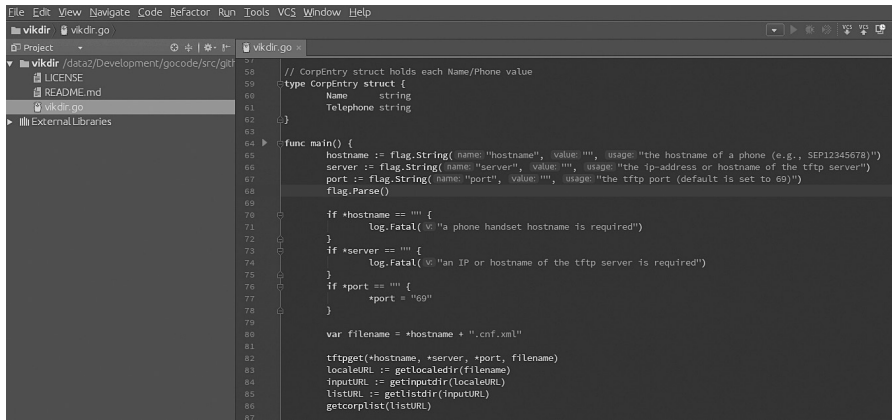 File Edit View Navigate Code Refactor Run Tools VCS Window Help
vikdir vikdir.go
VCS VCS
Project
vikdir.go ×
vikdir /data2/Development/gocode/src/gith
LICENSE
README.md
vikdir.go
External Libraries
57
58 // CorpEntry struct holds each Name/Phone value
59 type CorpEntry struct {
60 Name string
61 Telephone string
62 }
63
64 func main() {
65 hostname := flag.String( name: "hostname", value: "", usage: "the hostname of a phone (e.g., SEP12345678)")
66 server := flag.String( name: "server", value: "", usage: "the ip-address or hostname of the tftp server")
67 port := flag.String( name: "port", value: "", usage: "the tftp port (default is set to 69)")
68 flag.Parse()
69
70 if *hostname == "" {
71 log.Fatal( v: "a phone handset hostname is required")
72 }
73 if *server == "" {
74 log.Fatal( v: "an IP or hostname of the tftp server is required")
75 }
76 if *port == "" {
77 *port = "69"
78 }
79
80 var filename = *hostname + ".cnf.xml"
81
82 tftpget(*hostname, *server, *port, filename)
83 localeURL := getlocaledir(filename)
84 inputURL := getinputdir(localeURL)
85 listURL := getlistdir(inputURL)
86 getcorplist(listURL)
87